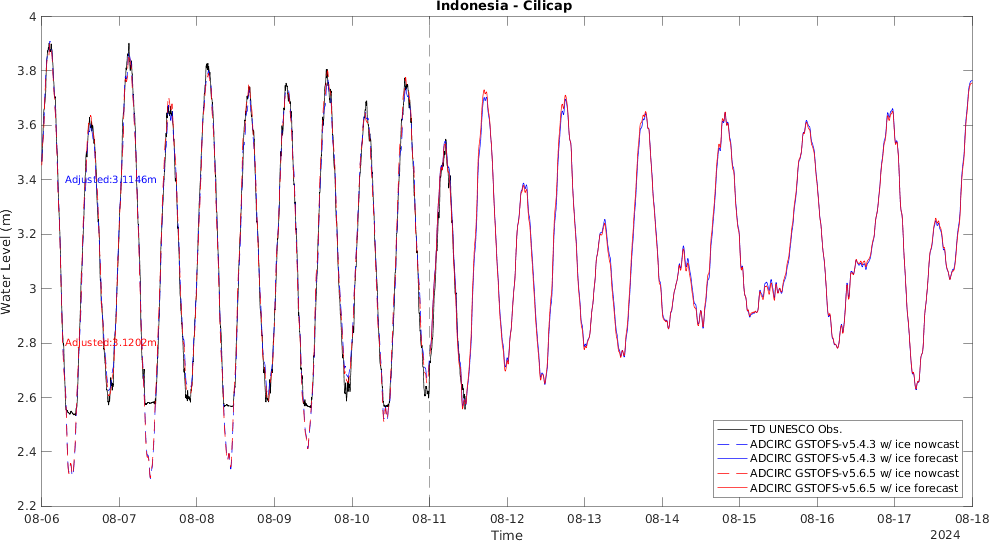 Indonesia - Cilicap
Water Level (m)
4
3.8
3.6
3.4
3.2
3
2.8
2.6
2.4
2.2
Adjusted:3.1146m
Adjusted:3.1202m
TD UNESCO Obs.
ADCIRC GSTOFS-v5.4.3 w/ ice nowcast
ADCIRC GSTOFS-v5.4.3 w/ ice forecast
ADCIRC GSTOFS-v5.6.5 w/ ice nowcast
ADCIRC GSTOFS-v5.6.5 w/ ice forecast
08-06 08-07 08-08 08-09 08-10 08-11 08-12 08-13 08-14 08-15 08-16 08-17 08-18
Time
2024